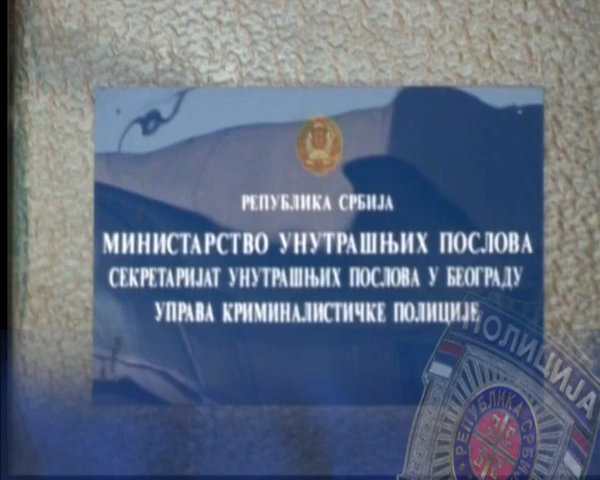 РЕПУБЛИКА СРБИЈА
МИНИСТАРСТВО УНУТРАШЊИХ ПОСЛОВА
СЕКРЕТАРИЈАТ УНУТРАШЊИХ ПОСЛОВА У БЕОГРАДУ
УПРАВА КРИМИНАЛИСТИЧКЕ ПОЛИЦИЈЕ
ПОЛИЦИЈА
РЕПУБЛИКА СРБИЈА